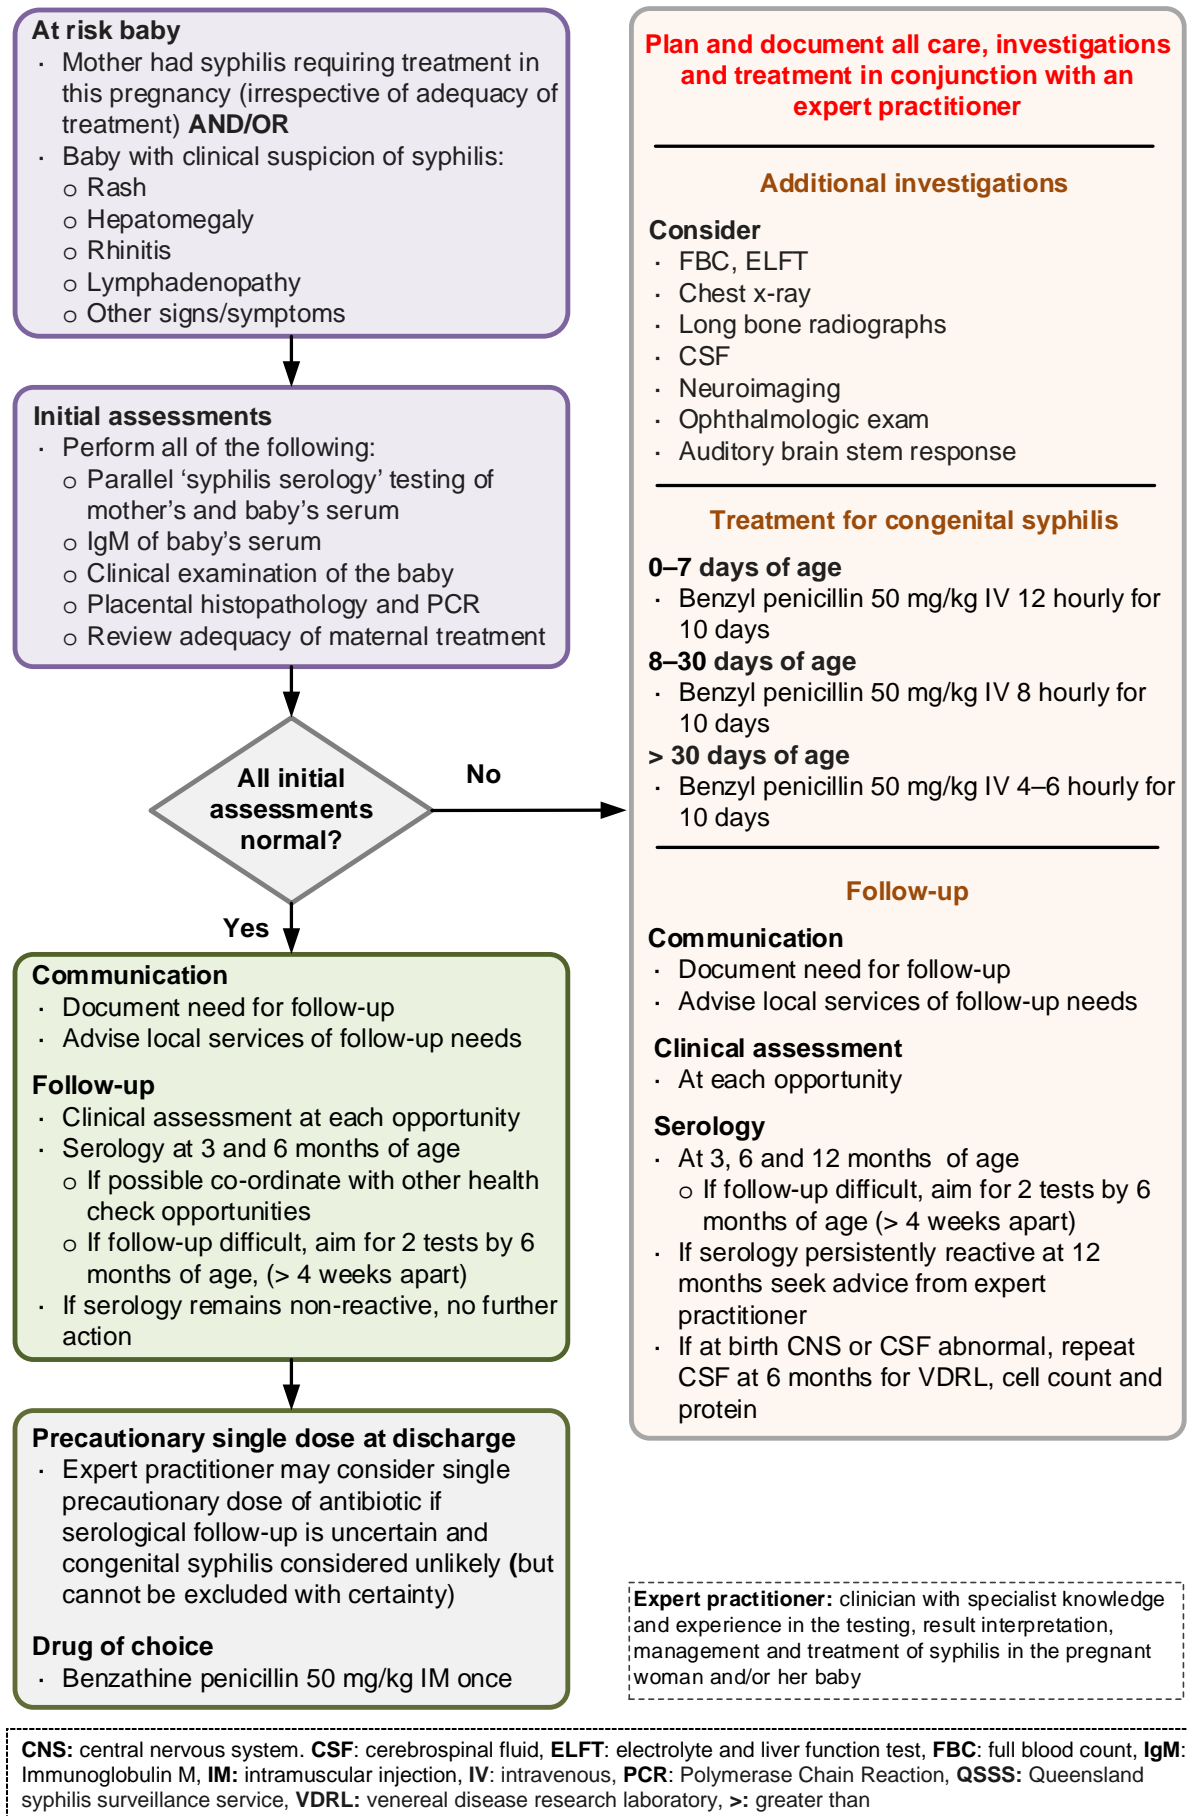 At risk baby
· Mother had syphilis requiring treatment in
this pregnancy (irrespective of adequacy of
treatment) AND/OR
· Baby with clinical suspicion of syphilis:
o Rash
o Hepatomegaly
o Rhinitis
o Lymphadenopathy
o Other signs/symptoms
Initial assessments
· Perform all of the following:
o Parallel ‘syphilis serology’ testing of
mother’s and baby’s serum
o IgM of baby’s serum
o Clinical examination of the baby
o Placental histopathology and PCR
o Review adequacy of maternal treatment
All initial
assessments
normal?
No
Yes
Communication
· Document need for follow-up
· Advise local services of follow-up needs
Follow-up
· Clinical assessment at each opportunity
· Serology at 3 and 6 months of age
o If possible co-ordinate with other health
check opportunities
o If follow-up difficult, aim for 2 tests by 6
months of age, (> 4 weeks apart)
· If serology remains non-reactive, no further
action
Precautionary single dose at discharge
· Expert practitioner may consider single
precautionary dose of antibiotic if
serological follow-up is uncertain and
congenital syphilis considered unlikely (but
cannot be excluded with certainty)
Drug of choice
· Benzathine penicillin 50 mg/kg IM once
Plan and document all care, investigations
and treatment in conjunction with an
expert practitioner
Additional investigations
Consider
· FBC, ELFT
· Chest x-ray
· Long bone radiographs
· CSF
· Neuroimaging
· Ophthalmologic exam
· Auditory brain stem response
Treatment for congenital syphilis
0–7 days of age
· Benzyl penicillin 50 mg/kg IV 12 hourly for
10 days
8–30 days of age
· Benzyl penicillin 50 mg/kg IV 8 hourly for
10 days
> 30 days of age
· Benzyl penicillin 50 mg/kg IV 4–6 hourly for
10 days
Follow-up
Communication
· Document need for follow-up
· Advise local services of follow-up needs
Clinical assessment
· At each opportunity
Serology
· At 3, 6 and 12 months of age
o If follow-up difficult, aim for 2 tests by 6
months of age (> 4 weeks apart)
· If serology persistently reactive at 12
months seek advice from expert
practitioner
· If at birth CNS or CSF abnormal, repeat
CSF at 6 months for VDRL, cell count and
protein
Expert practitioner: clinician with specialist knowledge
and experience in the testing, result interpretation,
management and treatment of syphilis in the pregnant
woman and/or her baby
CNS: central nervous system. CSF: cerebrospinal fluid, ELFT: electrolyte and liver function test, FBC: full blood count, IgM:
Immunoglobulin M, IM: intramuscular injection, IV: intravenous, PCR: Polymerase Chain Reaction, QSSS: Queensland
syphilis surveillance service, VDRL: venereal disease research laboratory, >: greater than